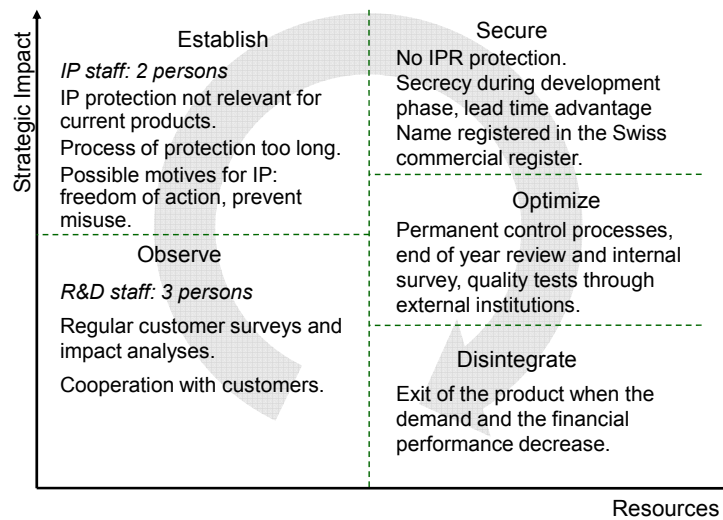 Strategic Impact
Establish
IP staff: 2 persons
IP protection not relevant for
current products.
Process of protection too long.
Possible motives for IP:
freedom of action, prevent
misuse.
Secure
No IPR protection.
Secrecy during development
phase, lead time advantage
Name registered in the Swiss
commercial register.
Observe
R&D staff: 3 persons
Regular customer surveys and
impact analyses.
Cooperation with customers.
Optimize
Permanent control processes,
end of year review and internal
survey, quality tests through
external institutions.
Disintegrate
Exit of the product when the
demand and the financial
performance decrease.
Resources